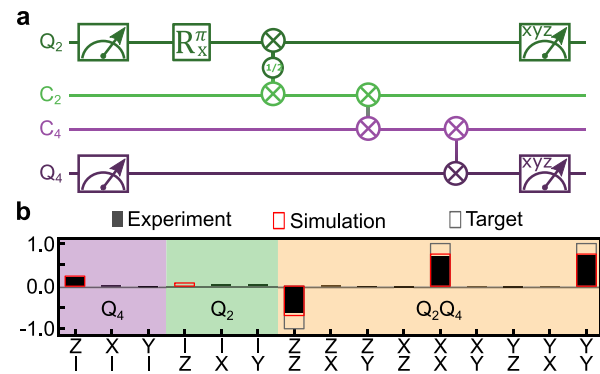 a
Q₂ Rₓ^π xyz
1/2
C₂
C₄
Q₄ xyz
b
Experiment Simulation Target
1.0
0.0
-1.0
Q₄ Q₂ Q₂Q₄
Z X Y I I I Z Z Z X X X Y Y Y
I I I Z X Y Z X Y Z X Y Z X Y